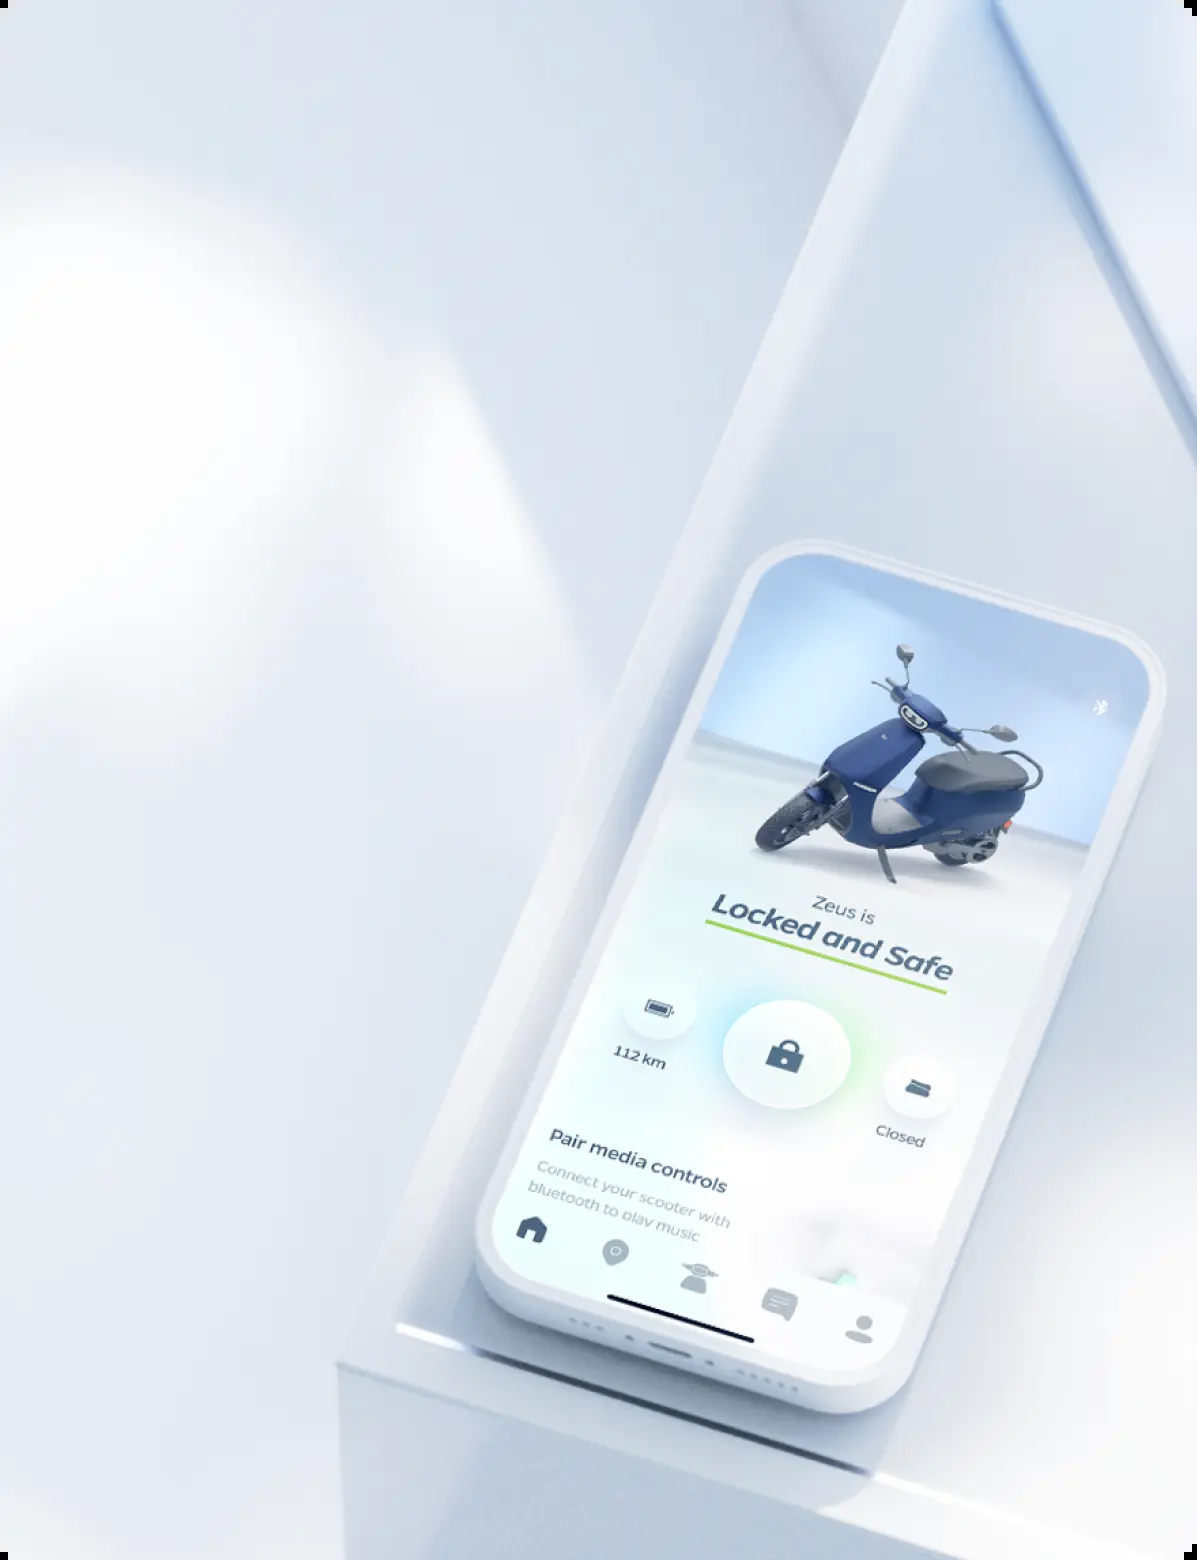 Zeus is
Locked and Safe
112 km
Closed
Pair media controls
Connect your scooter with
bluetooth to play music